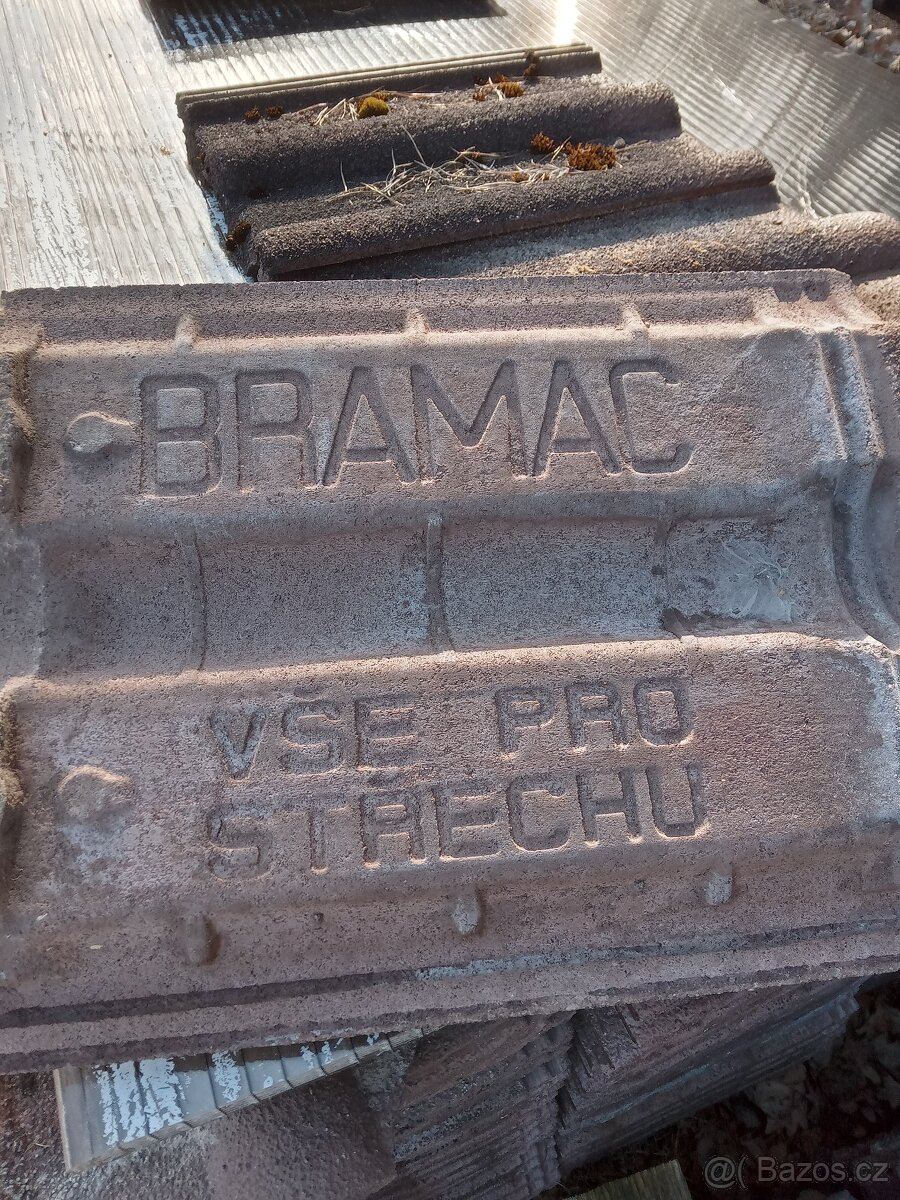 BRAMAC
VŠE PRO
STŘECHU
@( Bazos.cz